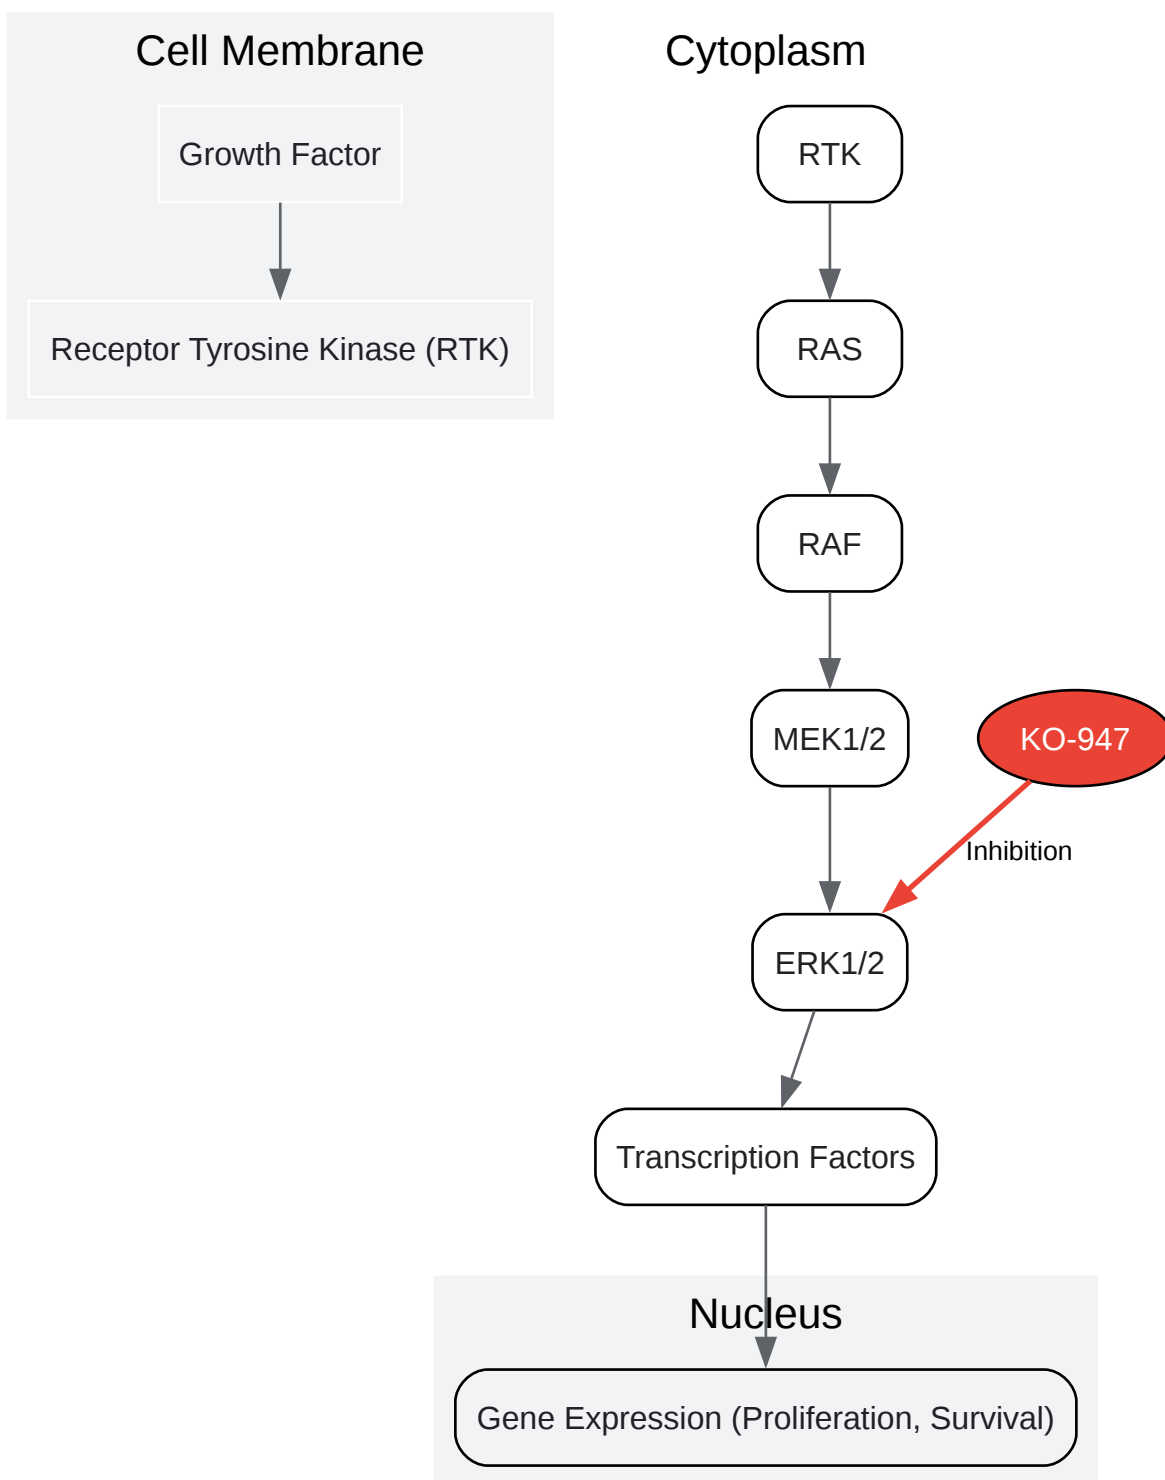 Cell Membrane
Growth Factor
Receptor Tyrosine Kinase (RTK)
Cytoplasm
RTK
RAS
RAF
MEK1/2
KO-947
Inhibition
ERK1/2
Transcription Factors
Nucleus
Gene Expression (Proliferation, Survival)